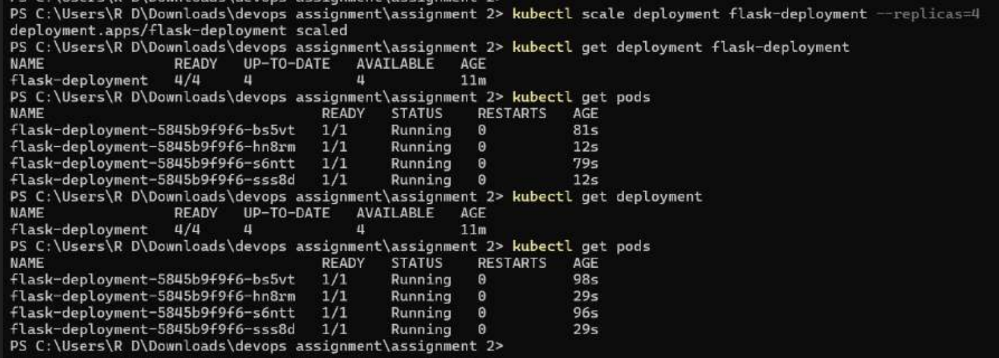 PS C:\Users\R D\Downloads\devops assignment\assignment 2>
PS C:\Users\R D\Downloads\devops assignment\assignment 2> kubectl scale deployment flask-deployment --replicas=4
deployment.apps/flask-deployment scaled
PS C:\Users\R D\Downloads\devops assignment\assignment 2> kubectl get deployment flask-deployment
NAME READY UP-TO-DATE AVAILABLE AGE
flask-deployment 4/4 4 4 11m
PS C:\Users\R D\Downloads\devops assignment\assignment 2> kubectl get pods
NAME READY STATUS RESTARTS AGE
flask-deployment-5845b9f9f6-bs5vt 1/1 Running 0 81s
flask-deployment-5845b9f9f6-hn8rm 1/1 Running 0 12s
flask-deployment-5845b9f9f6-s6ntt 1/1 Running 0 79s
flask-deployment-5845b9f9f6-sss8d 1/1 Running 0 12s
PS C:\Users\R D\Downloads\devops assignment\assignment 2> kubectl get deployment
NAME READY UP-TO-DATE AVAILABLE AGE
flask-deployment 4/4 4 4 11m
PS C:\Users\R D\Downloads\devops assignment\assignment 2> kubectl get pods
NAME READY STATUS RESTARTS AGE
flask-deployment-5845b9f9f6-bs5vt 1/1 Running 0 98s
flask-deployment-5845b9f9f6-hn8rm 1/1 Running 0 29s
flask-deployment-5845b9f9f6-s6ntt 1/1 Running 0 96s
flask-deployment-5845b9f9f6-sss8d 1/1 Running 0 29s
PS C:\Users\R D\Downloads\devops assignment\assignment 2>